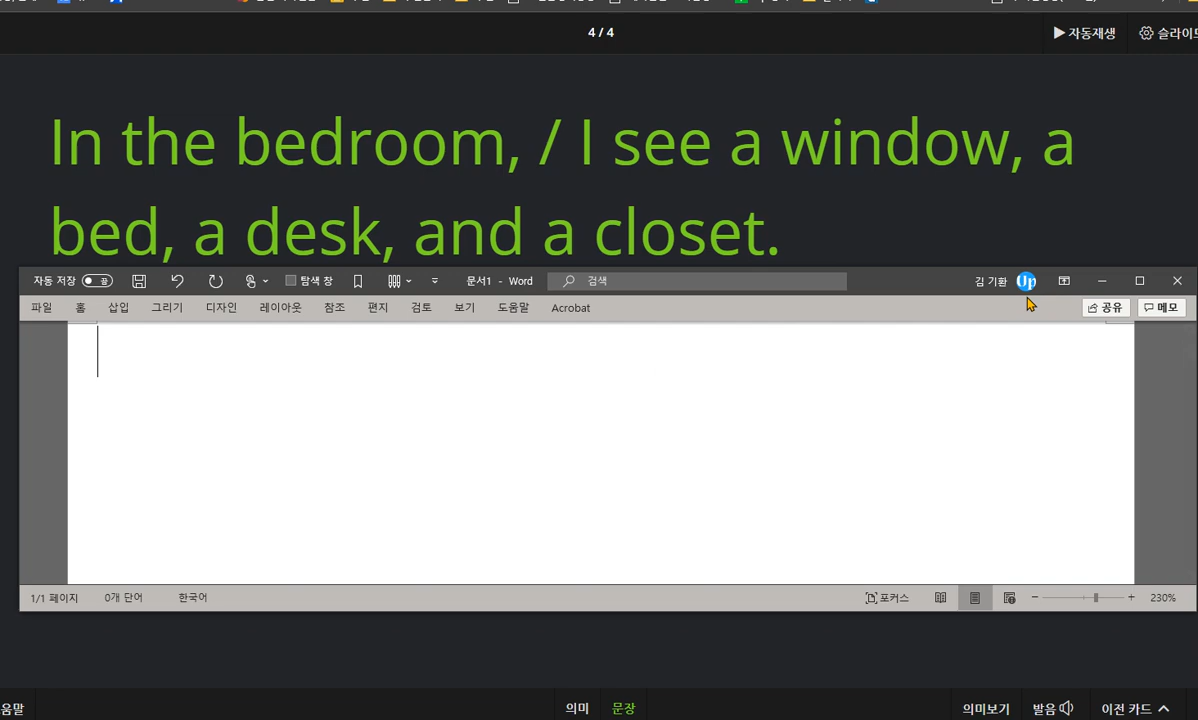 4 / 4
자동재생
In the bedroom, / I see a window, a
bed, a desk, and a closet.
자동 저장 끔 탐색 창 문서1 - Word 검색 김 기환 Up
파일 홈 삽입 그리기 디자인 레이아웃 참조 편지 검토 보기 도움말 Acrobat 공유 메모
1/1 페이지 0개 단어 한국어 포커스 230%
움말 의미 문장 의미보기 발음 이전 카드